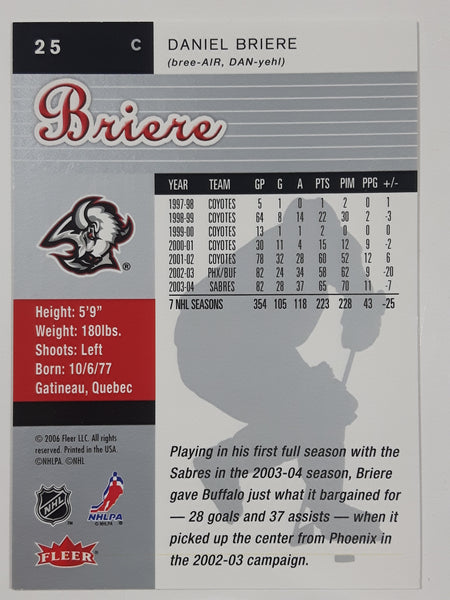 25 C DANIEL BRIERE
(bree-AIR, DAN-yehl)
Briere
YEAR TEAM GP G A PTS PIM PPG +/-
1997-98 COYOTES 5 1 0 1 2 0 1
1998-99 COYOTES 64 8 14 22 30 2 -3
1999-00 COYOTES 13 1 1 2 0 0 0
2000-01 COYOTES 30 11 4 15 12 9 -2
2001-02 COYOTES 78 32 28 60 52 12 6
2002-03 PHX/BUF 82 24 34 58 62 9 -20
2003-04 SABRES 82 28 37 65 70 11 -7
7 NHL SEASONS 354 105 118 223 228 43 -25
®
Height: 5'9"
Weight: 180lbs.
Shoots: Left
Born: 10/6/77
Gatineau, Quebec
© 2006 Fleer LLC. All rights
reserved. Printed in the USA.
©NHLPA. ©NHL
Playing in his first full season with the
Sabres in the 2003-04 season, Briere
gave Buffalo just what it bargained for
— 28 goals and 37 assists — when it
picked up the center from Phoenix in
the 2002-03 campaign.
NHL
NHLPA
© NHLPA
FLEER